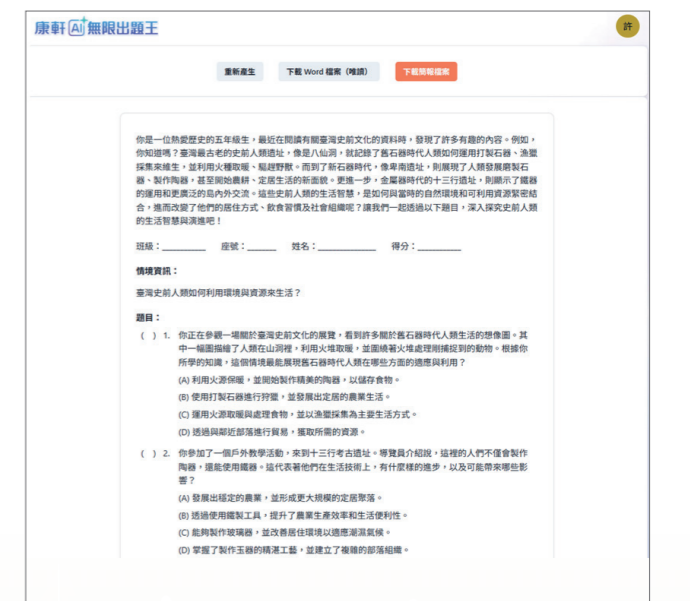 康軒 AI 無限出題王
許
重新產生 下載 Word 檔案（唯讀） 下載簡報檔案
你是一位熱愛歷史的五年級生，最近在閱讀有關臺灣史前文化的資料時，發現了許多有趣的內容。例如，
你知道嗎？臺灣最古老的史前人類遺址，像是八仙洞，就記錄了舊石器時代人類如何運用打製石器、漁獵
採集來維生，並利用火種取暖、驅趕野獸。而到了新石器時代，像卑南遺址，則展現了人類發展磨製石
器、製作陶器，甚至開始農耕、定居生活的新面貌。更進一步，金屬器時代的十三行遺址，則顯示了鐵器
的運用和更廣泛的島內外交流。這些史前人類的生活智慧，是如何與當時的自然環境和可利用資源緊密結
合，進而改變了他們的居住方式、飲食習慣及社會組織呢？讓我們一起透過以下題目，深入探究史前人類
的生活智慧與演進吧！
班級：__________ 座號：_______ 姓名：______________ 得分：__________
情境資訊：
臺灣史前人類如何利用環境與資源來生活？
題目：
( ) 1. 你正在參觀一場關於臺灣史前文化的展覽，看到許多關於舊石器時代人類生活的想像圖。其
中一幅圖描繪了人類在山洞裡，利用火堆取暖，並圍繞著火堆處理剛捕捉到的動物。根據你
所學的知識，這個情境最能展現舊石器時代人類在哪些方面的適應與利用？
(A) 利用火源保暖，並開始製作精美的陶器，以儲存食物。
(B) 使用打製石器進行狩獵，並發展出定居的農業生活。
(C) 運用火源取暖與處理食物，並以漁獵採集為主要生活方式。
(D) 透過與鄰近部落進行貿易，獲取所需的資源。
( ) 2. 你參加了一個戶外教學活動，來到十三行考古遺址。導覽員介紹說，這裡的人們不僅會製作
陶器，還能使用鐵器。這代表著他們在生活技術上，有什麼樣的進步，以及可能帶來哪些影
響？
(A) 發展出穩定的農業，並形成更大規模的定居聚落。
(B) 透過使用鐵製工具，提升了農業生產效率和生活便利性。
(C) 能夠製作玻璃器，並改善居住環境以適應潮濕氣候。
(D) 掌握了製作玉器的精湛工藝，並建立了複雜的部落組織。